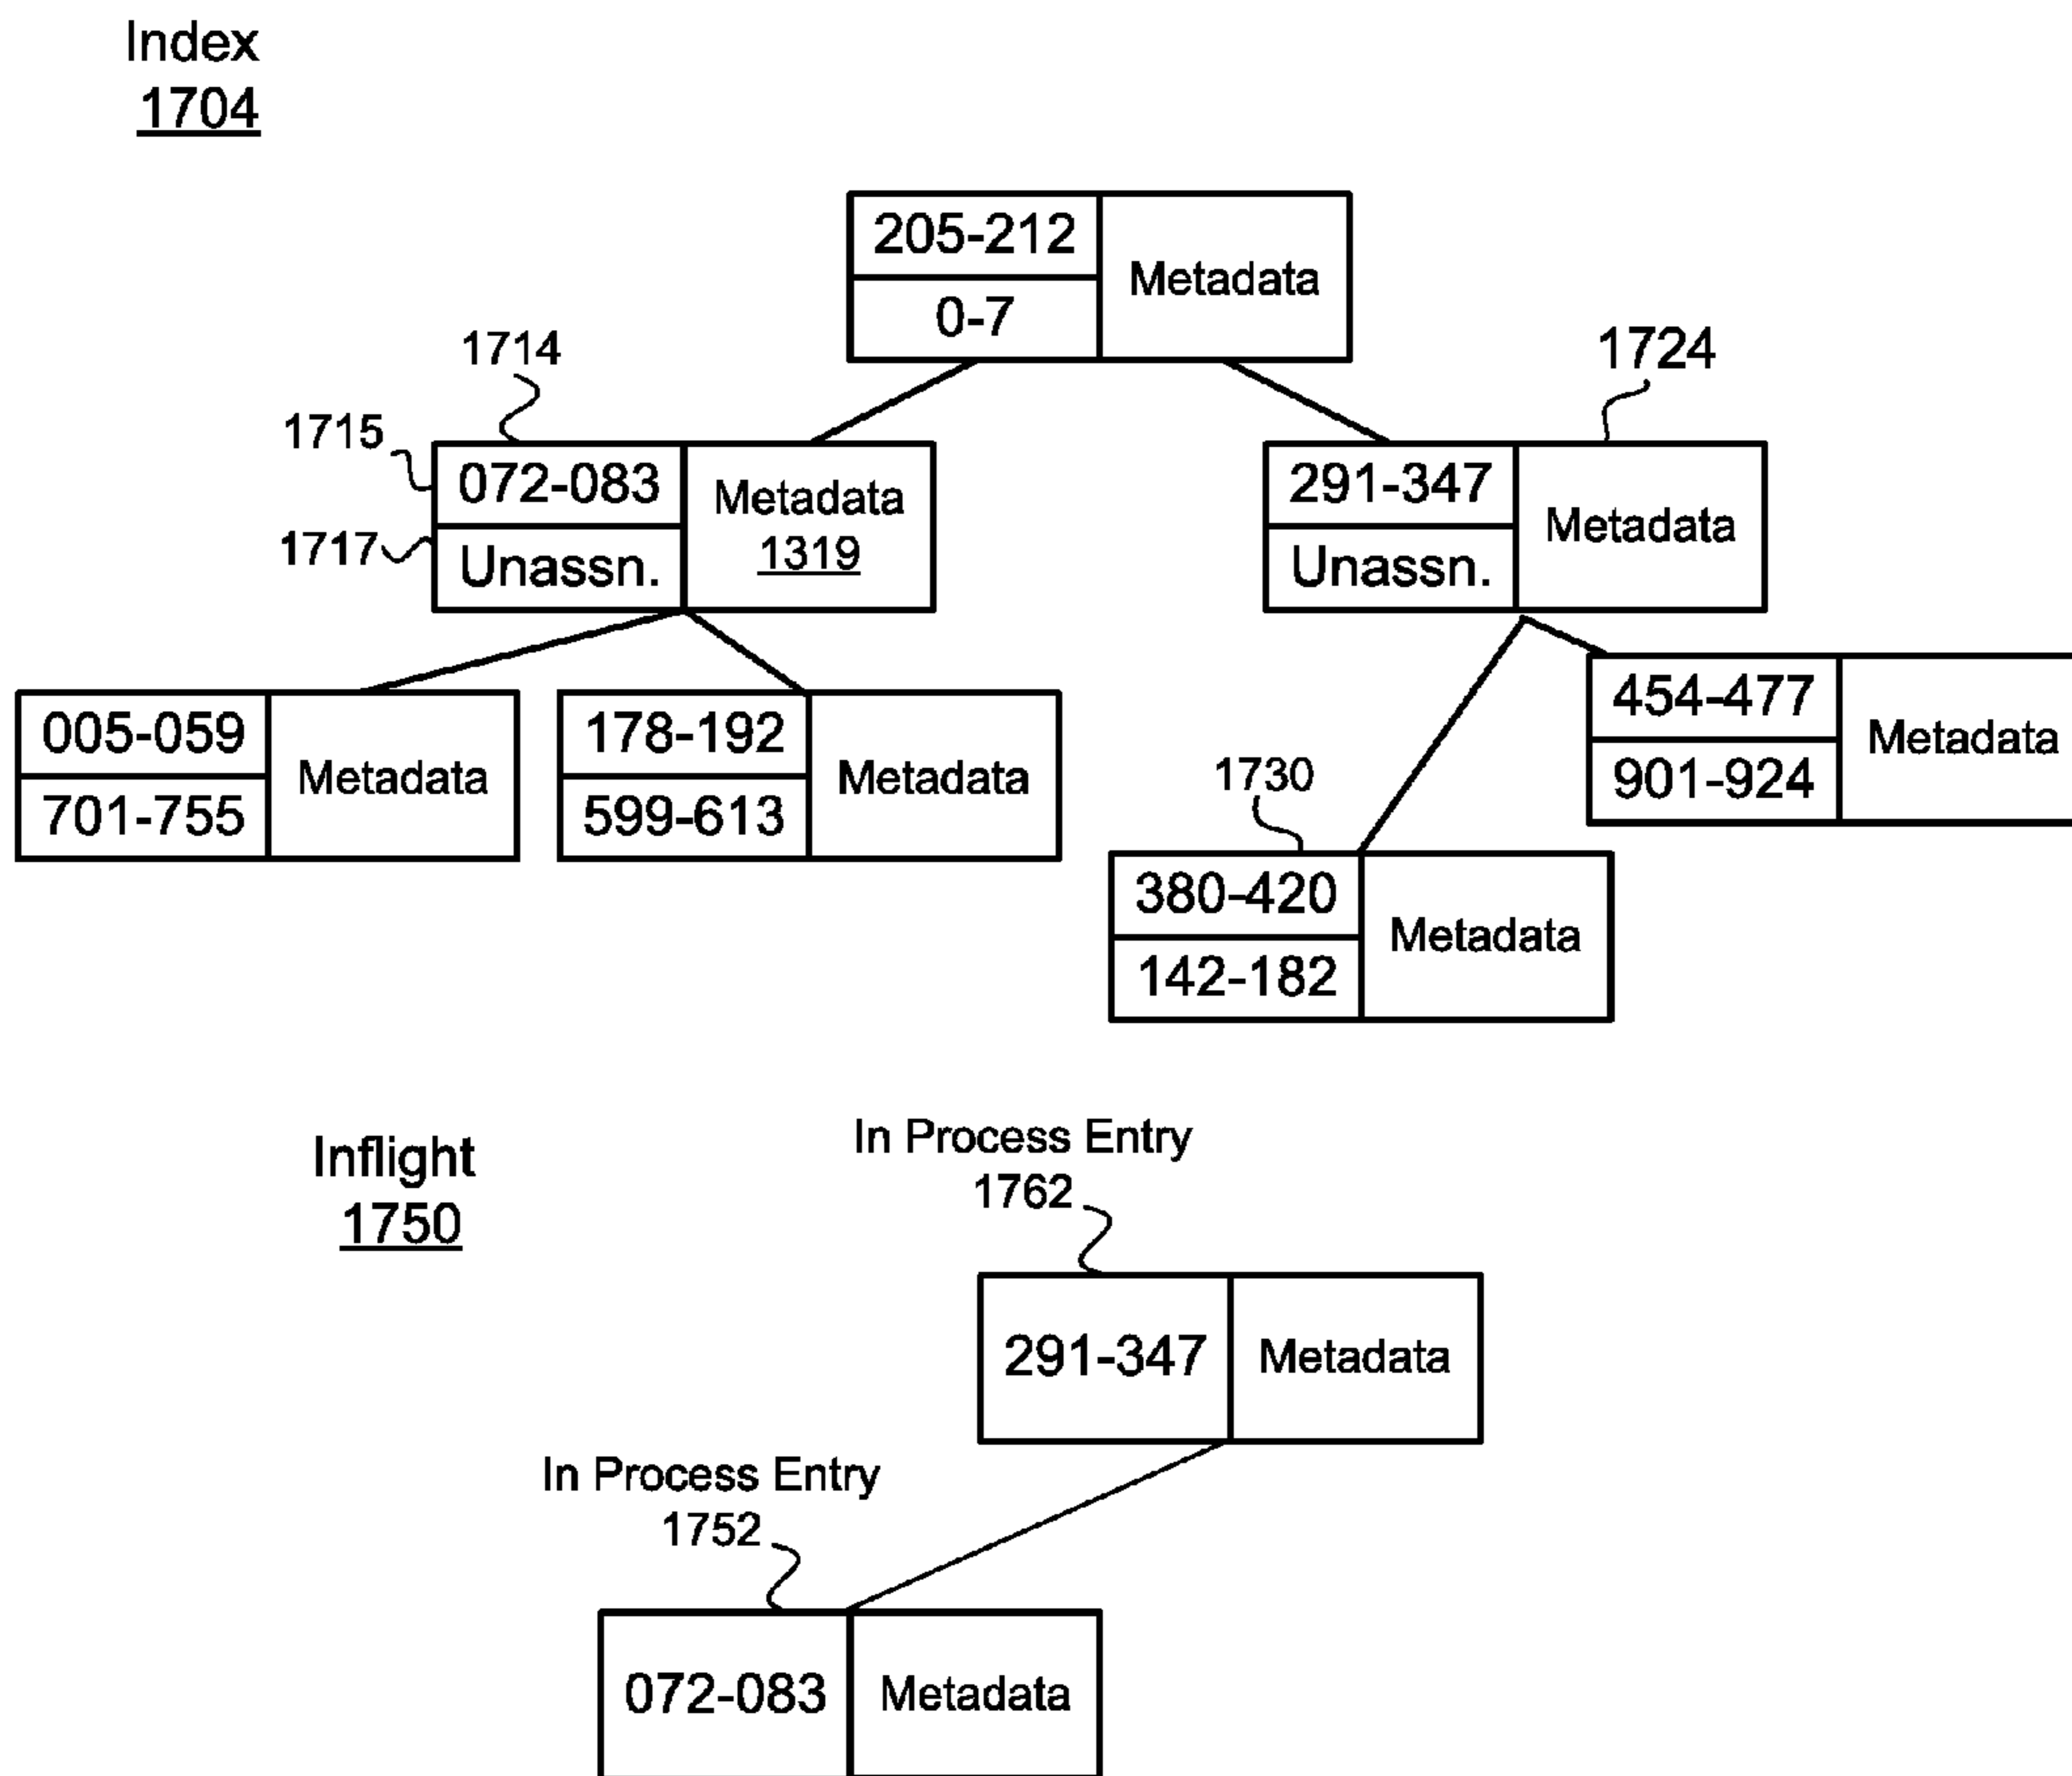 Index
1704
205-212
0-7
Metadata
1714
1724
1715
072-083
1717
Unassn.
Metadata
1319
291-347
Unassn.
Metadata
005-059
701-755
Metadata
178-192
599-613
Metadata
454-477
901-924
Metadata
1730
380-420
142-182
Metadata
Inflight
1750
In Process Entry
1762
291-347
Metadata
In Process Entry
1752
072-083
Metadata